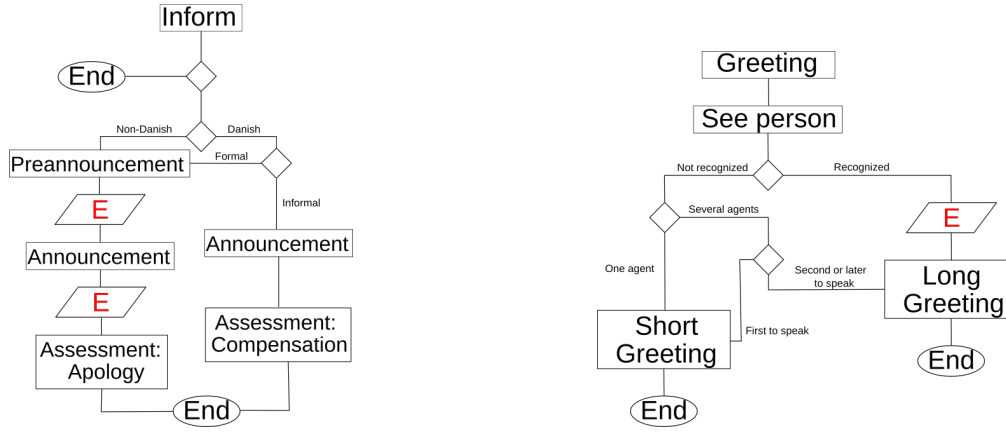 Inform
End
Non-Danish
Danish
Preannouncement
Formal
E
Informal
Announcement
Announcement
E
Assessment:
Apology
Assessment:
Compensation
End
Greeting
See person
Not recognized
Recognized
Several agents
E
One agent
Second or later
to speak
Long
Greeting
Short
Greeting
First to speak
End
End